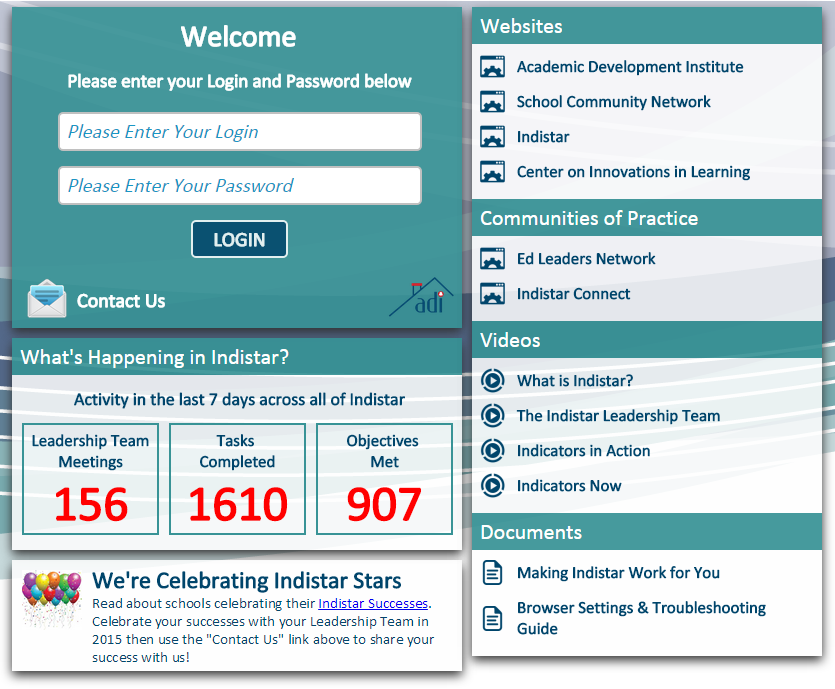 Welcome
Please enter your Login and Password below
Please Enter Your Login
Please Enter Your Password
LOGIN
Contact Us
adi
What's Happening in Indistar?
Activity in the last 7 days across all of Indistar
Leadership Team
Meetings
156
Tasks
Completed
1610
Objectives
Met
907
We're Celebrating Indistar Stars
Read about schools celebrating their Indistar Successes.
Celebrate your successes with your Leadership Team in
2015 then use the "Contact Us" link above to share your
success with us!
Websites
Academic Development Institute
School Community Network
Indistar
Center on Innovations in Learning
Communities of Practice
Ed Leaders Network
Indistar Connect
Videos
What is Indistar?
The Indistar Leadership Team
Indicators in Action
Indicators Now
Documents
Making Indistar Work for You
Browser Settings & Troubleshooting
Guide